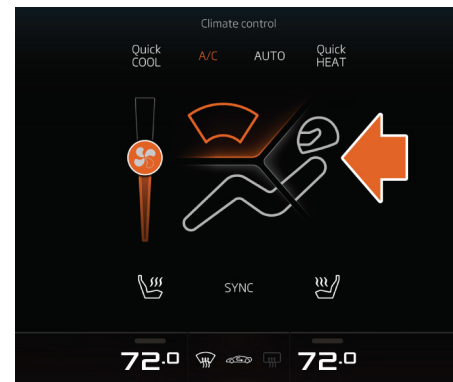 Climate control
Quick
COOL
A/C
AUTO
Quick
HEAT
SYNC
72.0
72.0